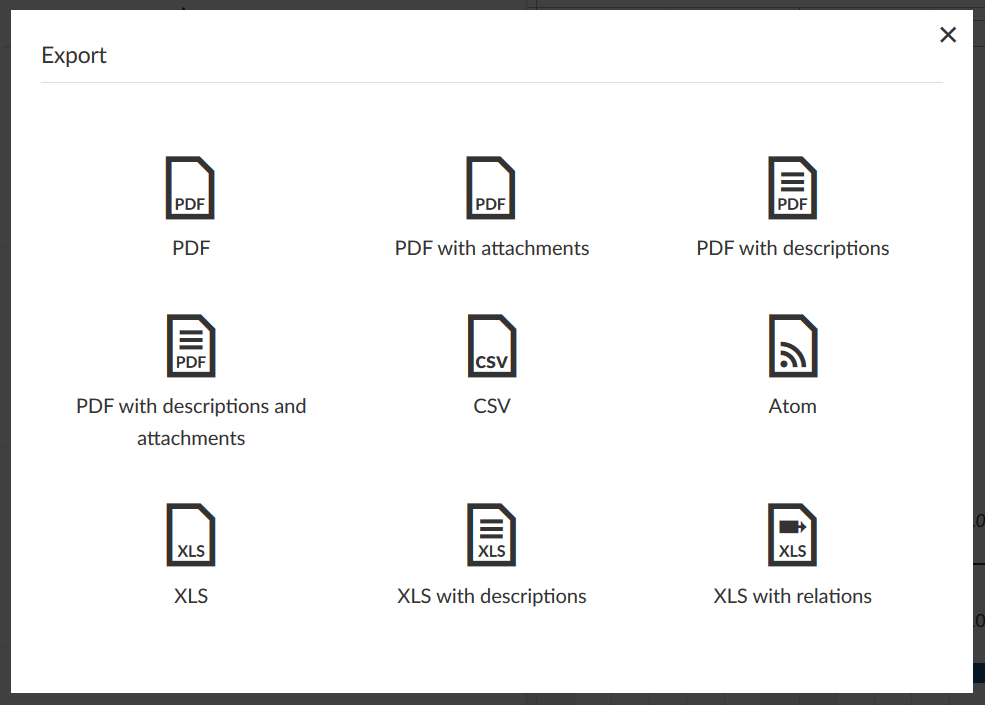 Export
PDF
PDF
PDF
PDF
PDF with attachments
PDF with descriptions
PDF
CSV
PDF with descriptions and
attachments
CSV
Atom
XLS
XLS
XLS
XLS
XLS with descriptions
XLS with relations